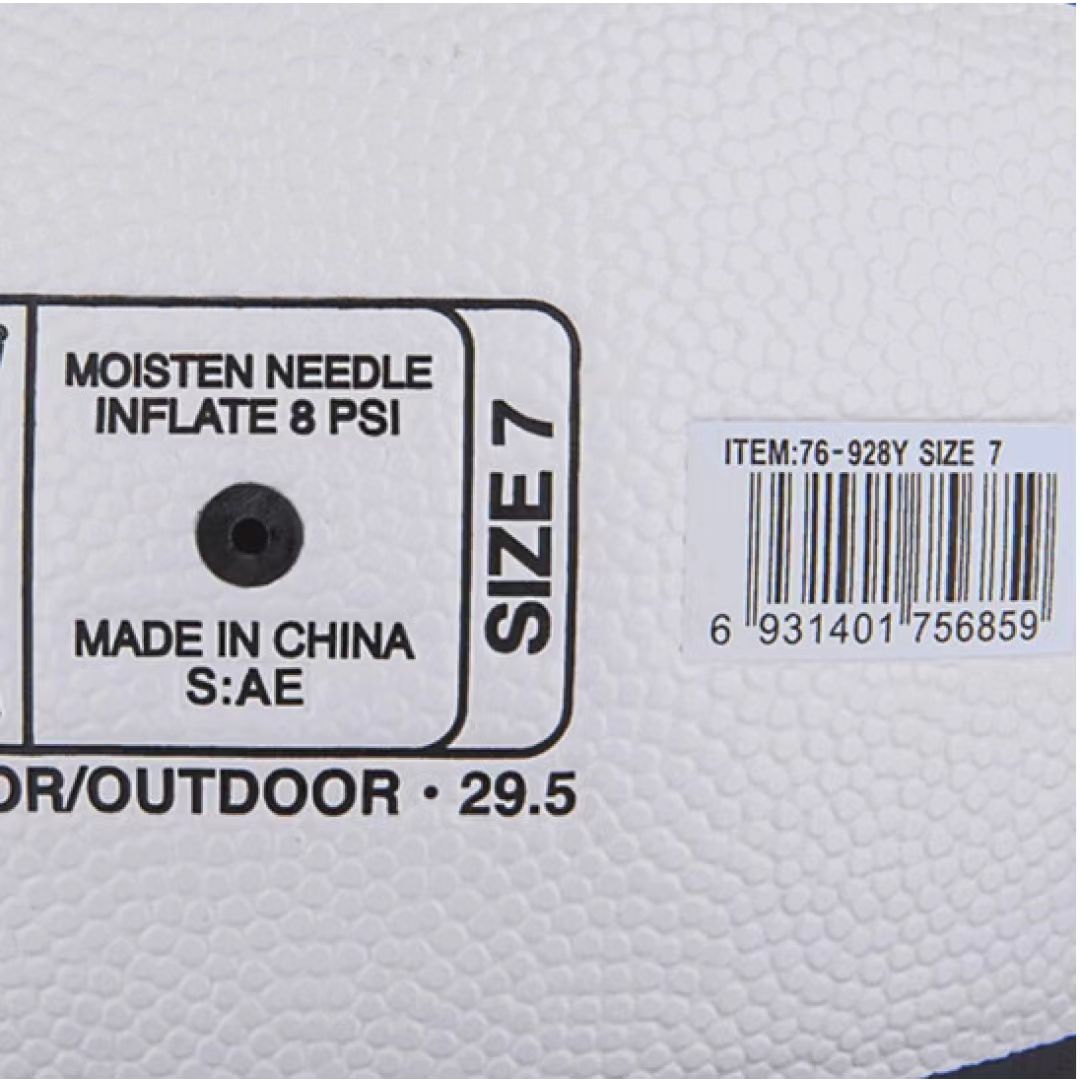 MOISTEN NEEDLE
INFLATE 8 PSI
MADE IN CHINA
S:AE
SIZE 7
OR/OUTDOOR · 29.5
ITEM:76-928Y SIZE 7
6 931401 756859